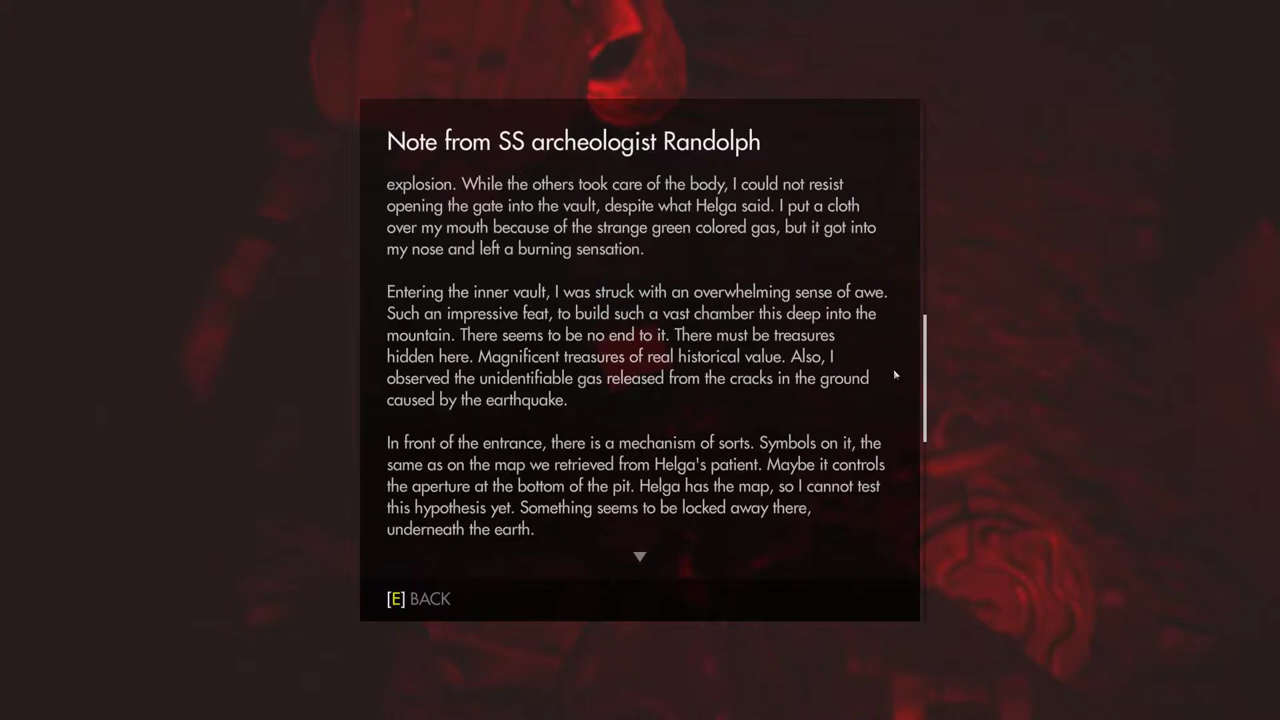 Note from SS archeologist Randolph
explosion. While the others took care of the body, I could not resist
opening the gate into the vault, despite what Helga said. I put a cloth
over my mouth because of the strange green colored gas, but it got into
my nose and left a burning sensation.
Entering the inner vault, I was struck with an overwhelming sense of awe.
Such an impressive feat, to build such a vast chamber this deep into the
mountain. There seems to be no end to it. There must be treasures
hidden here. Magnificent treasures of real historical value. Also, I
observed the unidentifiable gas released from the cracks in the ground
caused by the earthquake.
In front of the entrance, there is a mechanism of sorts. Symbols on it, the
same as on the map we retrieved from Helga's patient. Maybe it controls
the aperture at the bottom of the pit. Helga has the map, so I cannot test
this hypothesis yet. Something seems to be locked away there,
underneath the earth.
[E] BACK